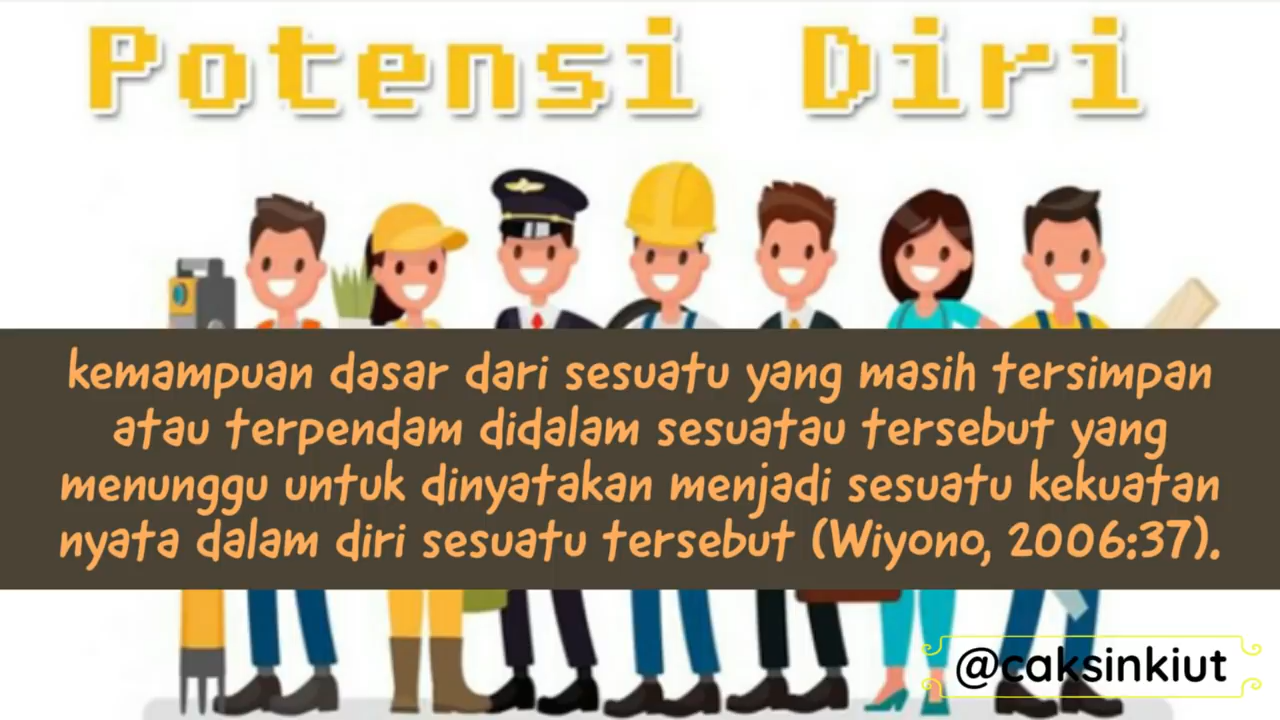 Potensi Diri
kemampuan dasar dari sesuatu yang masih tersimpan
atau terpendam didalam sesuatau tersebut yang
menunggu untuk dinyatakan menjadi sesuatu kekuatan
nyata dalam diri sesuatu tersebut (Wiyono, 2006:37).
@caksinkiut